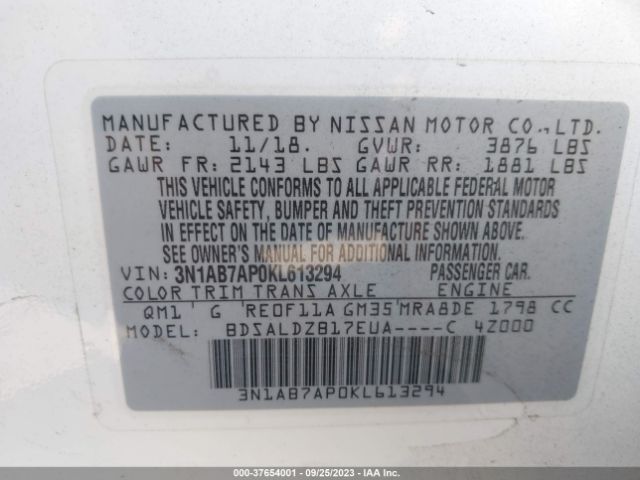 MANUFACTURED BY NISSAN MOTOR CO.,LTD.
DATE: 11/18. GVWR: 3876 LBS
GAWR FR: 2143 LBS GAWR RR: 1881 LBS
THIS VEHICLE CONFORMS TO ALL APPLICABLE FEDERAL MOTOR
VEHICLE SAFETY, BUMPER AND THEFT PREVENTION STANDARDS
IN EFFECT ON THE DATE OF MANUFACTURE SHOWN ABOVE.
SEE OWNER'S MANUAL FOR ADDITIONAL INFORMATION.
VIN: 3N1AB7AP0KL613294 PASSENGER CAR.
COLOR TRIM TRANS AXLE ENGINE
QM1 G RE0F11A GM35 MRA8DE 1798 CC
MODEL: BDSALDZB17EUA----C 4Z000
3N1AB7AP0KL613294
000-37654001 - 09/25/2023 - IAA Inc.